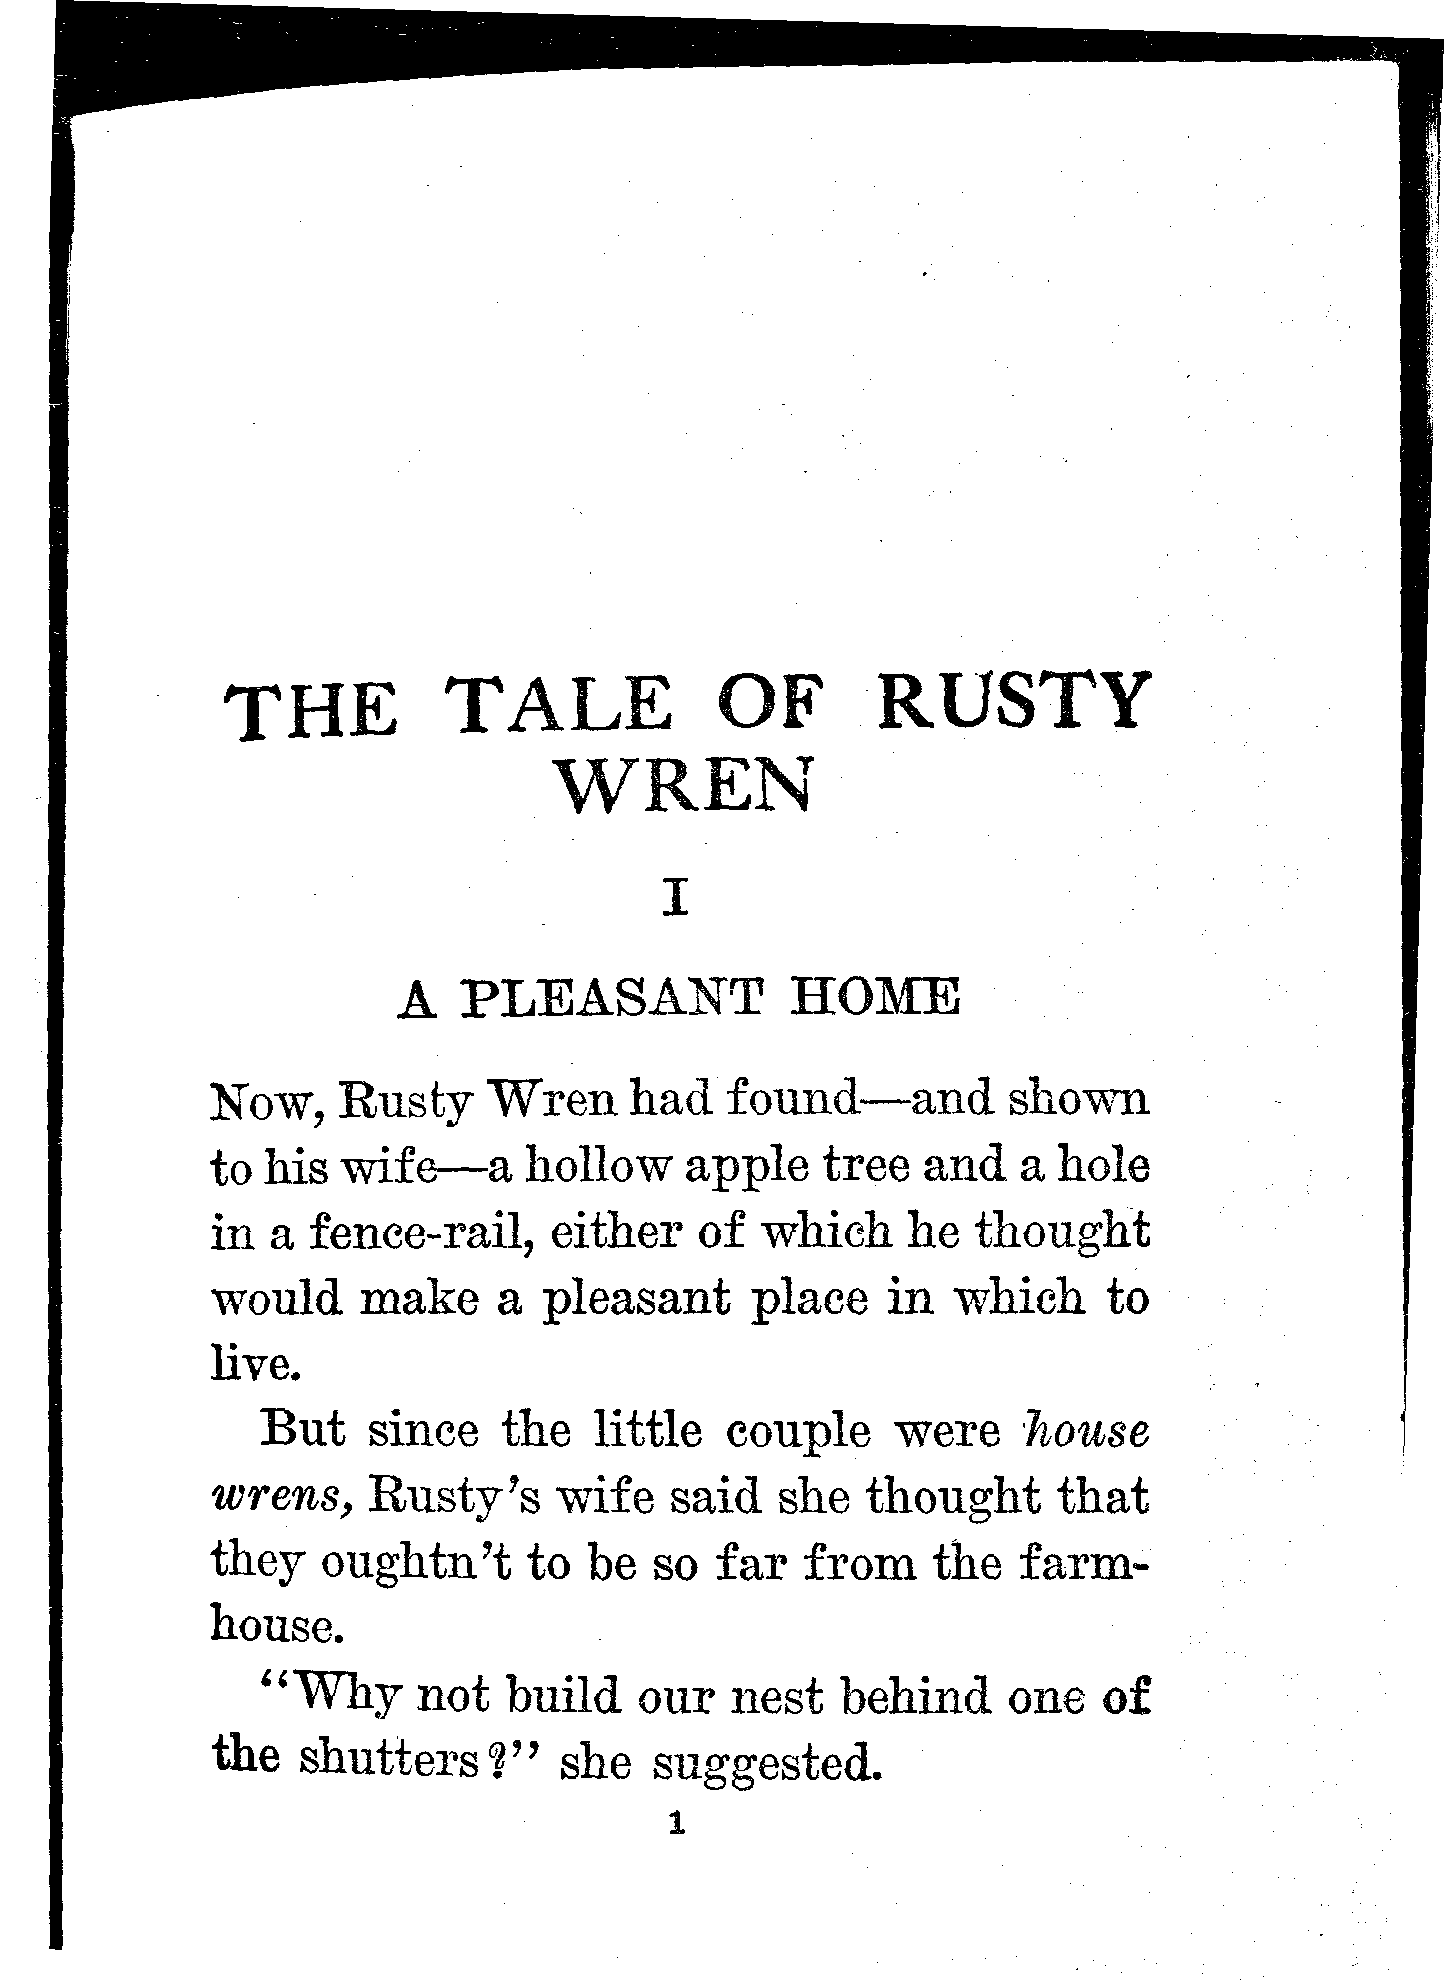 THE TALE OF RUSTY
WREN
I
A PLEASANT HOME
Now, Rusty Wren had found—and shown
to his wife—a hollow apple tree and a hole
in a fence-rail, either of which he thought
would make a pleasant place in which to
live.
But since the little couple were house
wrens, Rusty's wife said she thought that
they oughtn't to be so far from the farm-
house.
"Why not build our nest behind one of
the shutters?" she suggested.
1